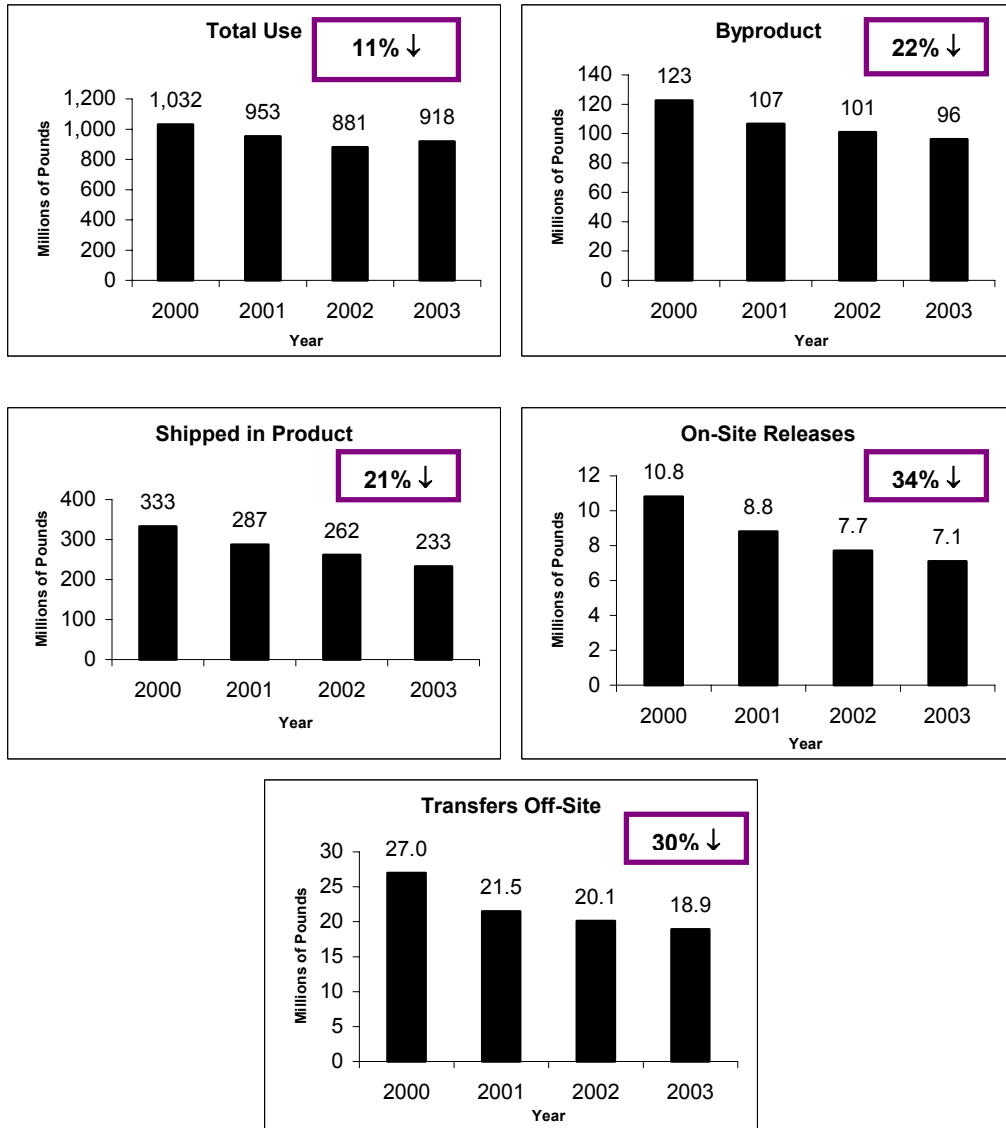 Total Use
11% ↓
Millions of Pounds
1,200
1,000
800
600
400
200
0
1,032
953
881
918
2000 2001 2002 2003
Year
Byproduct
22% ↓
Millions of Pounds
140
120
100
80
60
40
20
0
123
107
101
96
2000 2001 2002 2003
Year
Shipped in Product
21% ↓
Millions of Pounds
400
300
200
100
0
333
287
262
233
2000 2001 2002 2003
Year
On-Site Releases
34% ↓
Millions of Pounds
12
10
8
6
4
2
0
10.8
8.8
7.7
7.1
2000 2001 2002 2003
Year
Transfers Off-Site
30% ↓
Millions of Pounds
30
25
20
15
10
5
0
27.0
21.5
20.1
18.9
2000 2001 2002 2003
Year